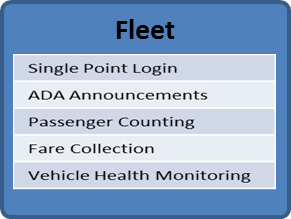 Fleet
Single Point Login
ADA Announcements
Passenger Counting
Fare Collection
Vehicle Health Monitoring